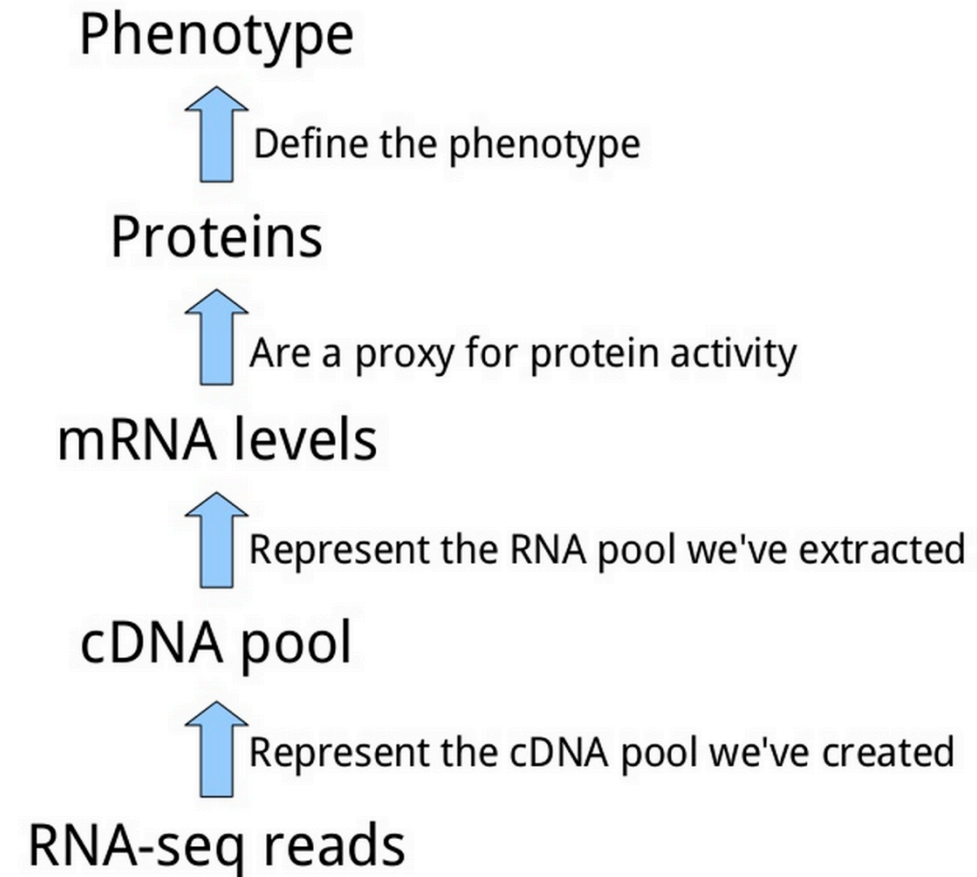 Phenotype
Define the phenotype
Proteins
Are a proxy for protein activity
mRNA levels
Represent the RNA pool we've extracted
cDNA pool
Represent the cDNA pool we've created
RNA-seq reads